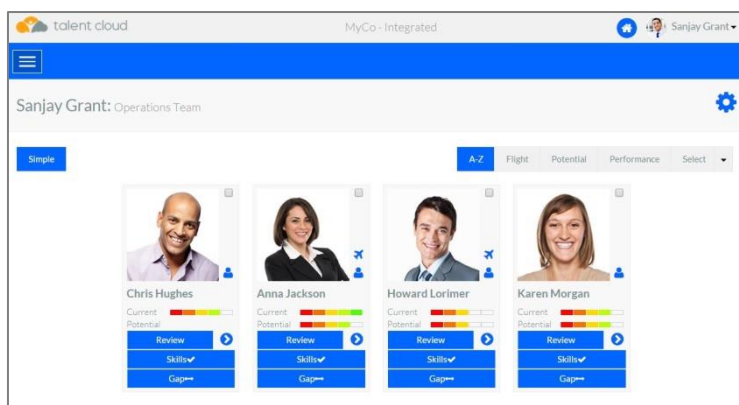 talent cloud MyCo - Integrated Sanjay Grant
Sanjay Grant: Operations Team
Simple A-Z Flight Potential Performance Select
Chris Hughes Anna Jackson Howard Lorimer Karen Morgan
Current Current Current Current
Potential Potential Potential Potential
Review Review Review Review
Skills Skills Skills Skills
Gap Gap Gap Gap